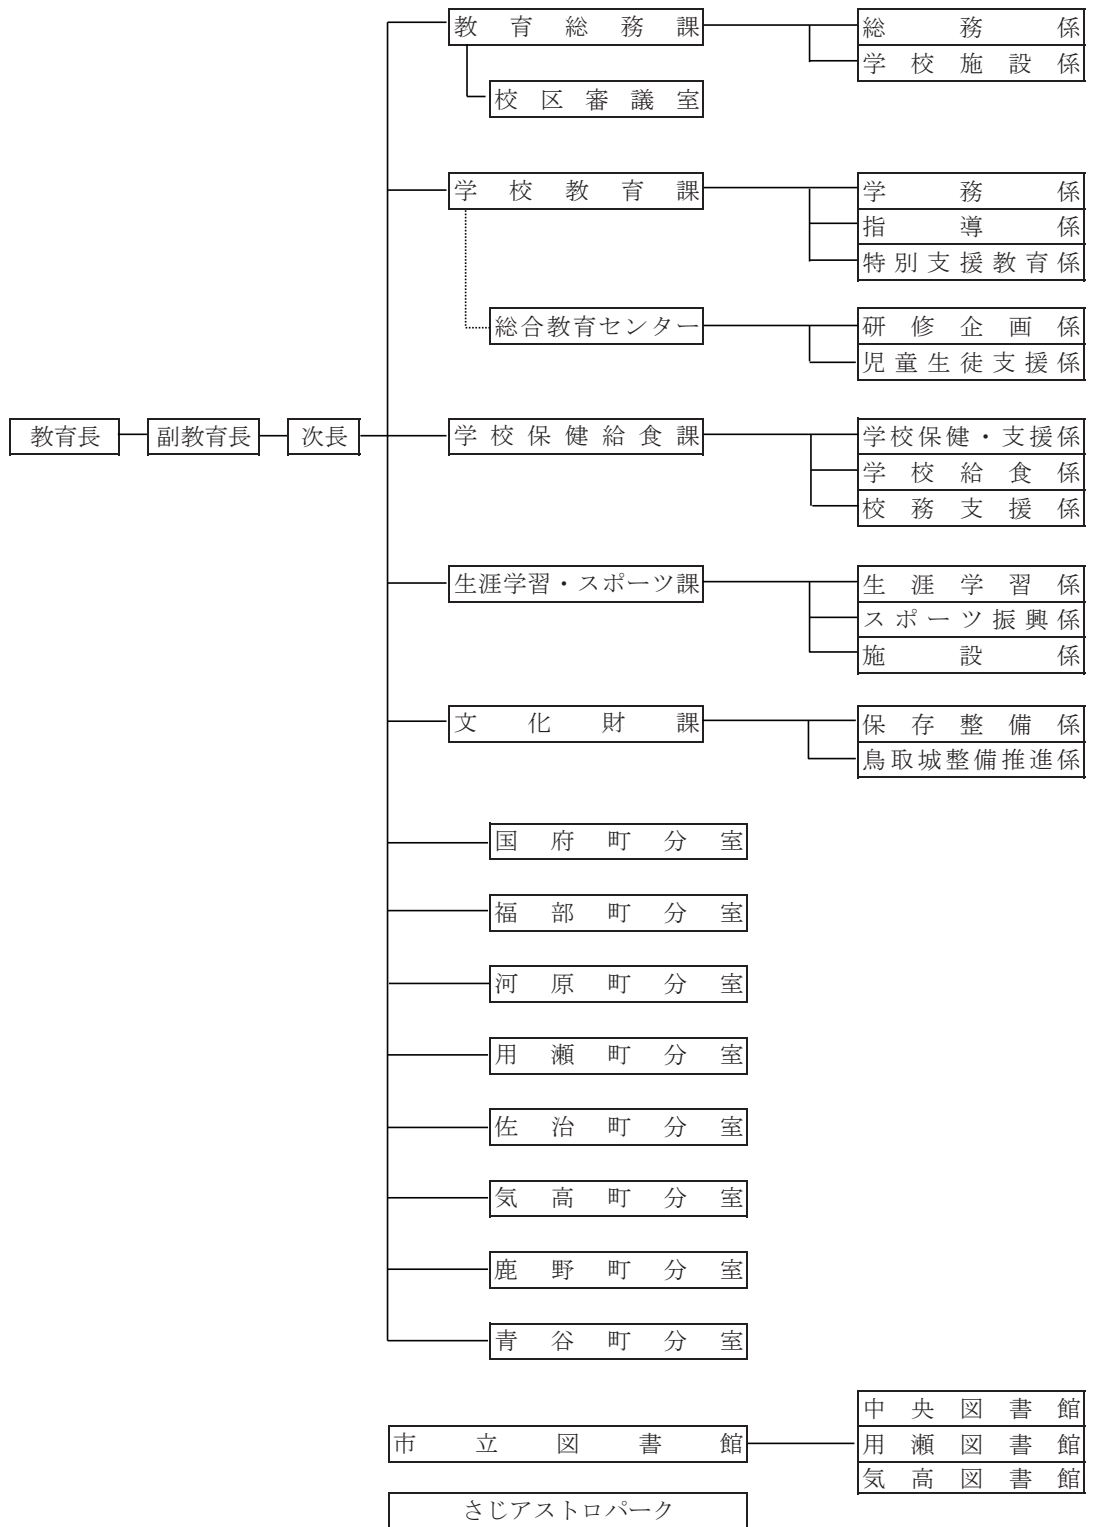 教育総務課
総務係
学校施設係
校区審議室
学校教育課
学務係
指導係
特別支援教育係
総合教育センター
研修企画係
児童生徒支援係
教育長
副教育長
次長
学校保健給食課
学校保健・支援係
学校給食係
校務支援係
生涯学習・スポーツ課
生涯学習係
スポーツ振興係
施設係
文化財課
保存整備係
鳥取城整備推進係
国府町分室
福部町分室
河原町分室
用瀬町分室
佐治町分室
気高町分室
鹿野町分室
青谷町分室
市立図書館
中央図書館
用瀬図書館
気高図書館
さじアストロパーク